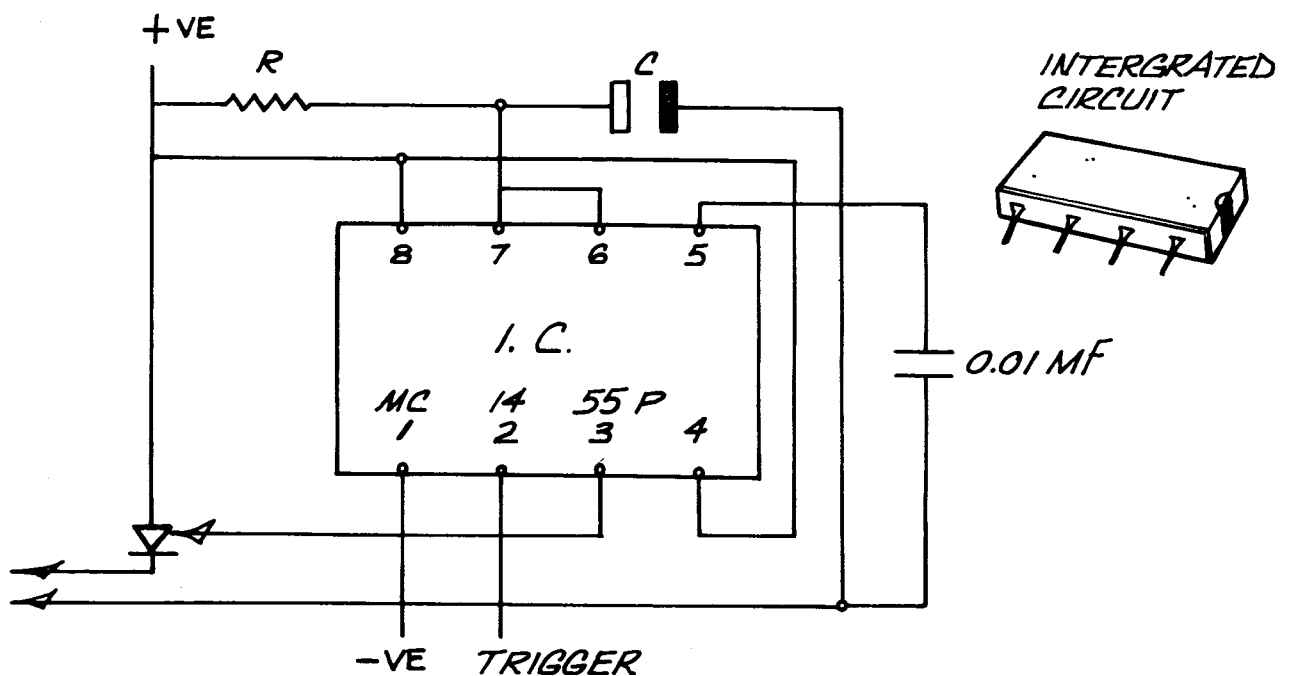 + VE
R
C
INTERGRATED
CIRCUIT
8 7 6 5
I. C.
MC 14 55 P
1 2 3 4
0.01 MF
-VE TRIGGER